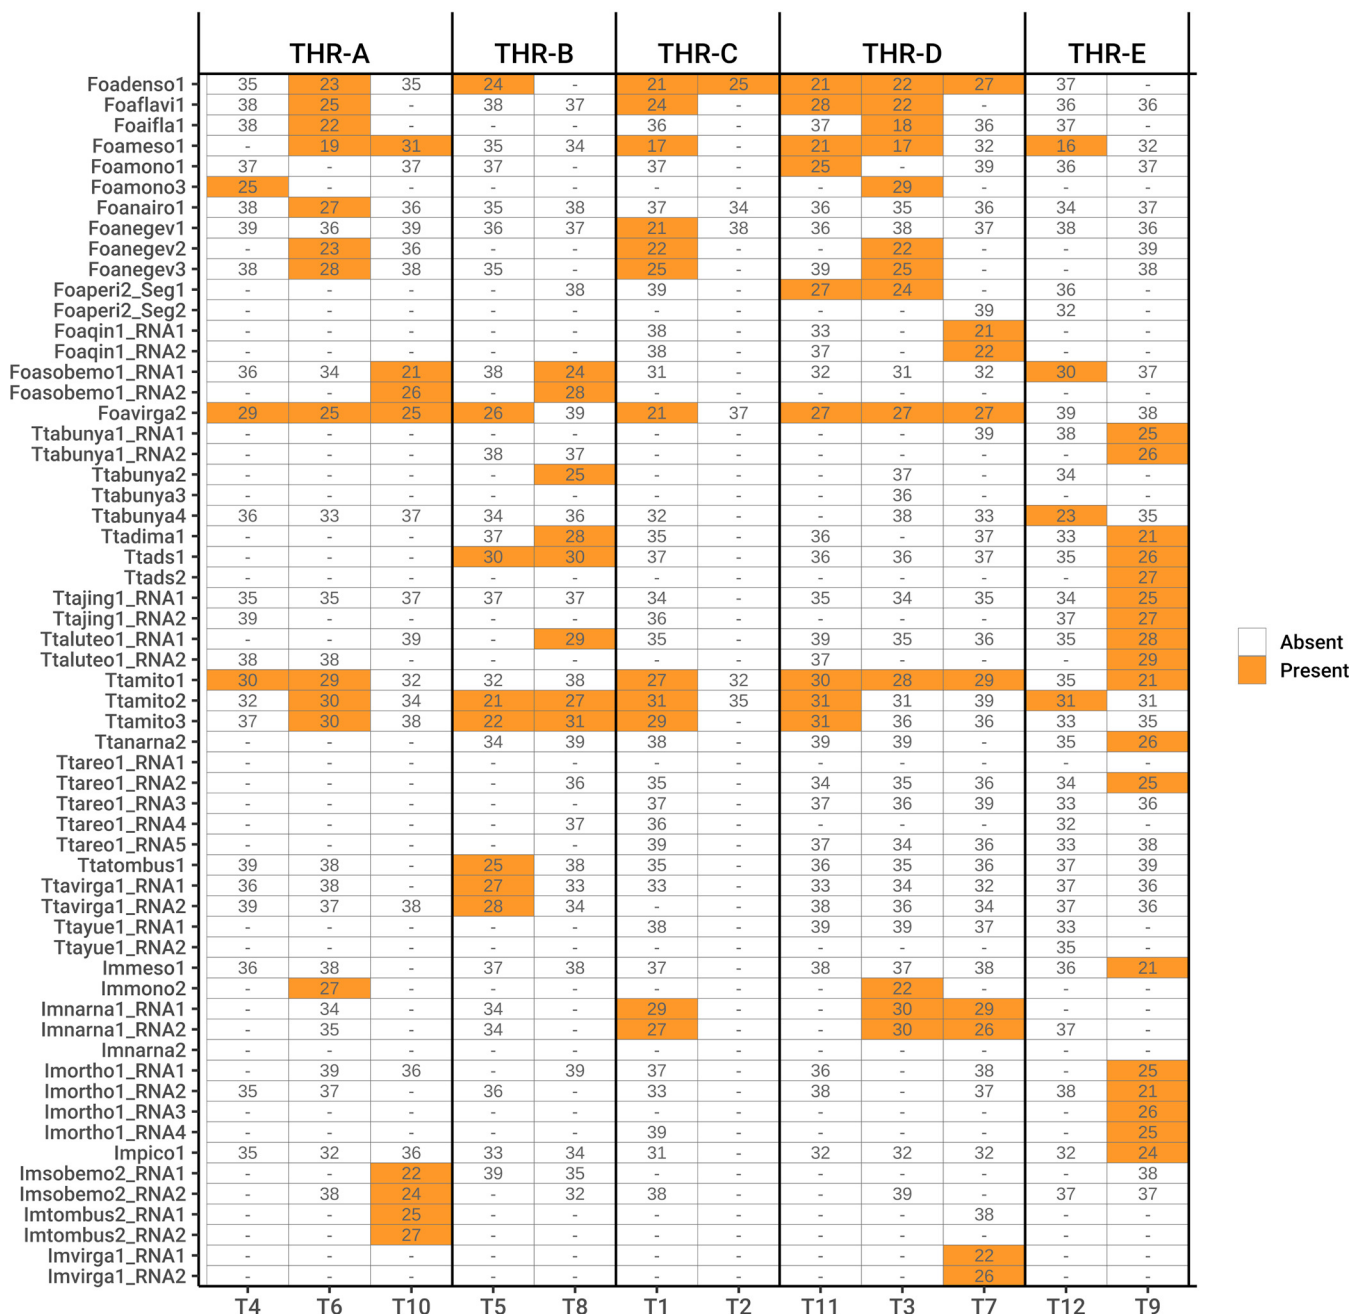 THR-A THR-B THR-C THR-D THR-E
Foadenso1 35 23 35 24 - 21 25 21 22 27 37 -
Foaflavi1 38 25 - 38 37 24 - 28 22 - 36 36
Foaifla1 38 22 - - - 36 - 37 18 36 37 -
Foameso1 - 19 31 35 34 17 - 21 17 32 16 32
Foamono1 37 - 37 37 - 37 - 25 - 39 36 37
Foamono3 25 - - - - - - - 29 - - -
Foanairo1 38 27 36 35 38 37 34 36 35 36 34 37
Foanegev1 39 36 39 36 37 21 38 36 38 37 38 36
Foanegev2 - 23 36 - - 22 - - 22 - - 39
Foanegev3 38 28 38 35 - 25 - 39 25 - - 38
Foaperi2_Seg1 - - - - 38 39 - 27 24 - 36 -
Foaperi2_Seg2 - - - - - - - - - 39 32 -
Foaqin1_RNA1 - - - - - 38 - 33 - 21 - -
Foaqin1_RNA2 - - - - - 38 - 37 - 22 - -
Foasobemo1_RNA1 36 34 21 38 24 31 - 32 31 32 30 37
Foasobemo1_RNA2 - - 26 - 28 - - - - - - -
Foavirga2 29 25 25 26 39 21 37 27 27 27 39 38
Ttabunya1_RNA1 - - - - - - - - - 39 38 25
Ttabunya1_RNA2 - - - 38 37 - - - - - - 26
Ttabunya2 - - - - 25 - - - 37 - 34 -
Ttabunya3 - - - - - - - - 36 - - -
Ttabunya4 36 33 37 34 36 32 - - 38 33 23 35
Ttadima1 - - - 37 28 35 - 36 - 37 33 21
Ttads1 - - - 30 30 37 - 36 36 37 35 26
Ttads2 - - - - - - - - - - - 27
Ttajing1_RNA1 35 35 37 37 37 34 - 35 34 35 34 25
Ttajing1_RNA2 39 - - - - 36 - - - - 37 27
Ttaluteo1_RNA1 - - 39 - 29 35 - 39 35 36 35 28
Ttaluteo1_RNA2 38 38 - - - - - 37 - - - 29
Ttamito1 30 29 32 32 38 27 32 30 28 29 35 21
Ttamito2 32 30 34 21 27 31 35 31 31 39 31 31
Ttamito3 37 30 38 22 31 29 - 31 36 36 33 35
Ttanarna2 - - - 34 39 38 - 39 39 - 35 26
Ttareo1_RNA1 - - - - - - - - - - - -
Ttareo1_RNA2 - - - - 36 35 - 34 35 36 34 25
Ttareo1_RNA3 - - - - - 37 - 37 36 39 33 36
Ttareo1_RNA4 - - - - 37 36 - - - - 32 -
Ttareo1_RNA5 - - - - - 39 - 37 34 36 33 38
Ttatombus1 39 38 - 25 38 35 - 36 35 36 37 39
Ttavirga1_RNA1 36 38 - 27 33 33 - 33 34 32 37 36
Ttavirga1_RNA2 39 37 38 28 34 - - 38 36 34 37 36
Ttayue1_RNA1 - - - - - 38 - 39 39 37 33 -
Ttayue1_RNA2 - - - - - - - - - - 35 -
Immeso1 36 38 - 37 38 37 - 38 37 38 36 21
Immono2 - 27 - - - - - - 22 - - -
Imnarna1_RNA1 - 34 - 34 - 29 - - 30 29 - -
Imnarna1_RNA2 - 35 - 34 - 27 - - 30 26 37 -
Imnarna2 - - - - - - - - - - - -
Imortho1_RNA1 - 39 36 - 39 37 - 36 - 38 - 25
Imortho1_RNA2 35 37 - 36 - 33 - 38 - 37 38 21
Imortho1_RNA3 - - - - - - - - - - - 26
Imortho1_RNA4 - - - - - 39 - - - - - 25
Impico1 35 32 36 33 34 31 - 32 32 32 32 24
Imsobemo2_RNA1 - - 22 39 35 - - - - - - 38
Imsobemo2_RNA2 - 38 24 - 32 38 - - 39 - 37 37
Imtombus2_RNA1 - - 25 - - - - - - 38 - -
Imtombus2_RNA2 - - 27 - - - - - - - - -
Imvirga1_RNA1 - - - - - - - - - 22 - -
Imvirga1_RNA2 - - - - - - - - - 26 - -
T4 T6 T10 T5 T8 T1 T2 T11 T3 T7 T12 T9
Absent
Present